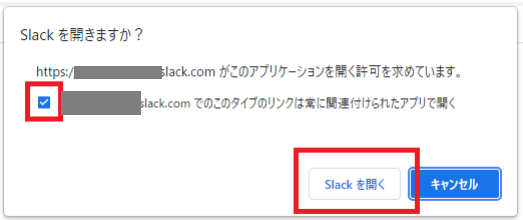 Slack を開きますか？
https:/ slack.com がこのアプリケーションを開く許可を求めています。
slack.com でのこのタイプのリンクは常に関連付けられたアプリで開く
Slack を開く キャンセル